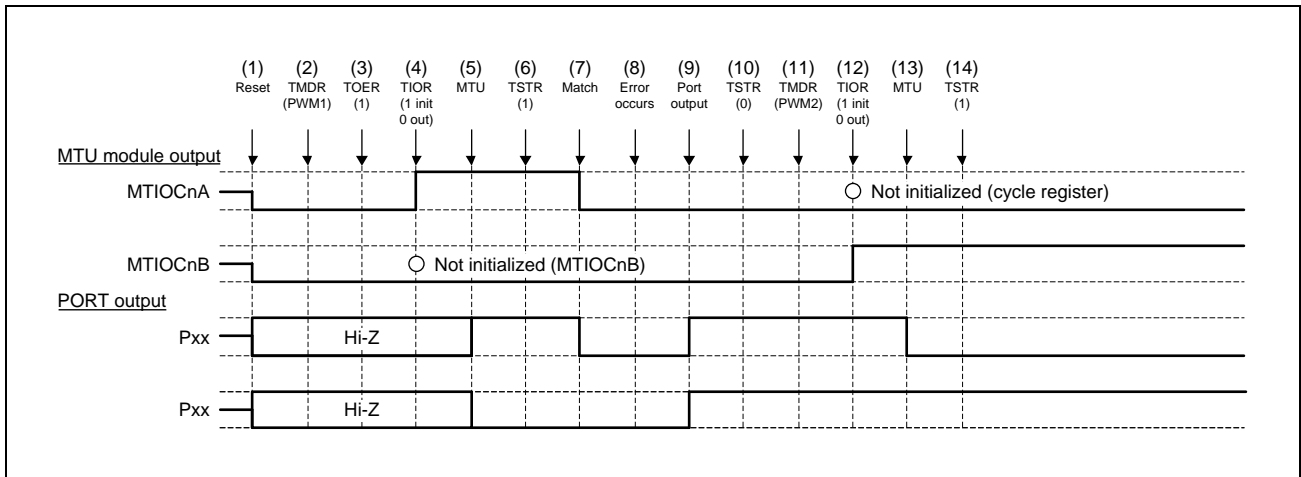 (1) (2) (3) (4) (5) (6) (7) (8) (9) (10) (11) (12) (13) (14)
Reset TMDR TOER TIOR MTU TSTR Match Error Port TSTR TMDR TIOR MTU TSTR
(PWM1) (1) (1 init (1) occurs output (0) (PWM2) (1 init (1)
0 out) 0 out)
MTU module output
MTIOCnA Not initialized (cycle register)
MTIOCnB Not initialized (MTIOCnB)
PORT output
Pxx Hi-Z
Pxx Hi-Z